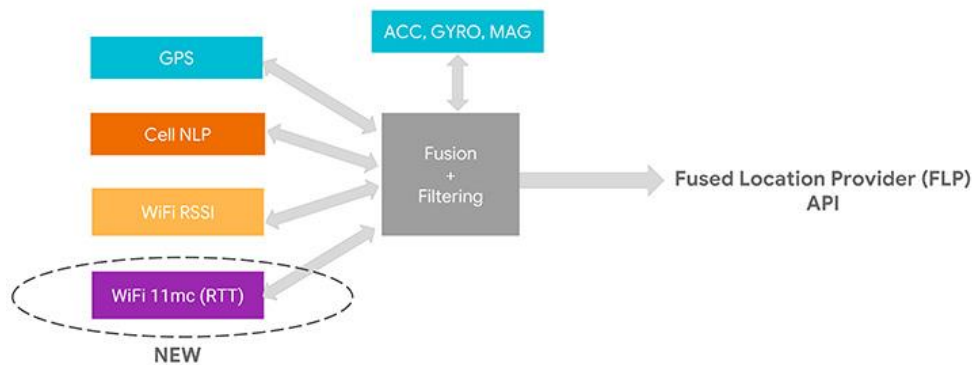 ACC, GYRO, MAG
GPS
Cell NLP
WiFi RSSI
WiFi 11mc (RTT)
NEW
Fusion
+
Filtering
Fused Location Provider (FLP)
API